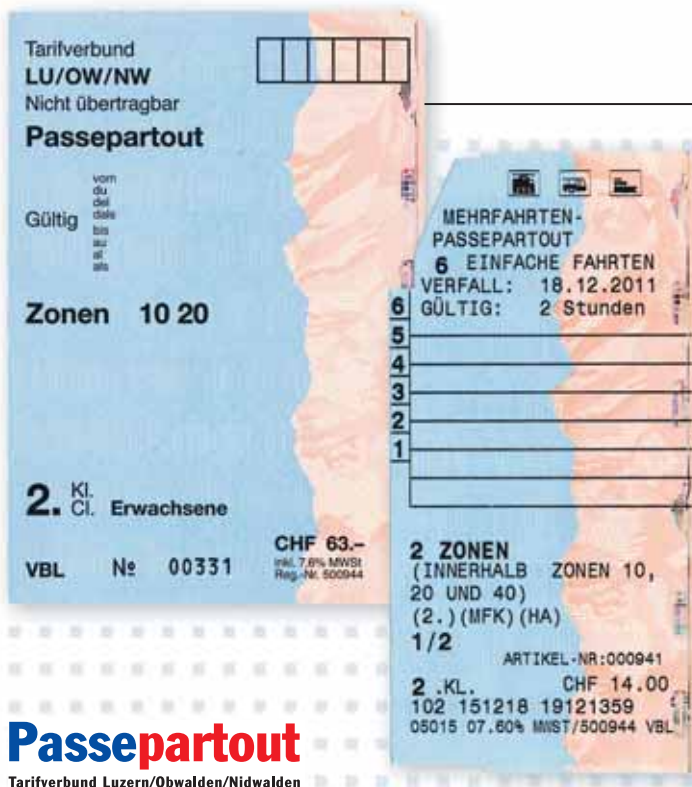 Tarifverbund
LU/OW/NW
Nicht übertragbar
Passepartout
Gültig
vom
du
del
dals
bis
au
al
als
Zonen 10 20
2. Kl.
Cl. Erwachsene
CHF 63.–
inkl. 7,6% MWSt
Reg.-Nr. 500944
VBL № 00331
MEHRFAHRTEN-
PASSEPARTOUT
6 EINFACHE FAHRTEN
VERFALL: 18.12.2011
GÜLTIG: 2 Stunden
6
5
4
3
2
1
2 ZONEN
(INNERHALB ZONEN 10,
20 UND 40)
(2.)(MFK)(HA)
1/2
ARTIKEL-NR:000941
2 .KL. CHF 14.00
102 151218 19121359
05015 07.60% MWST/500944 VBL
Passepartout
Tarifverbund Luzern/Obwalden/Nidwalden